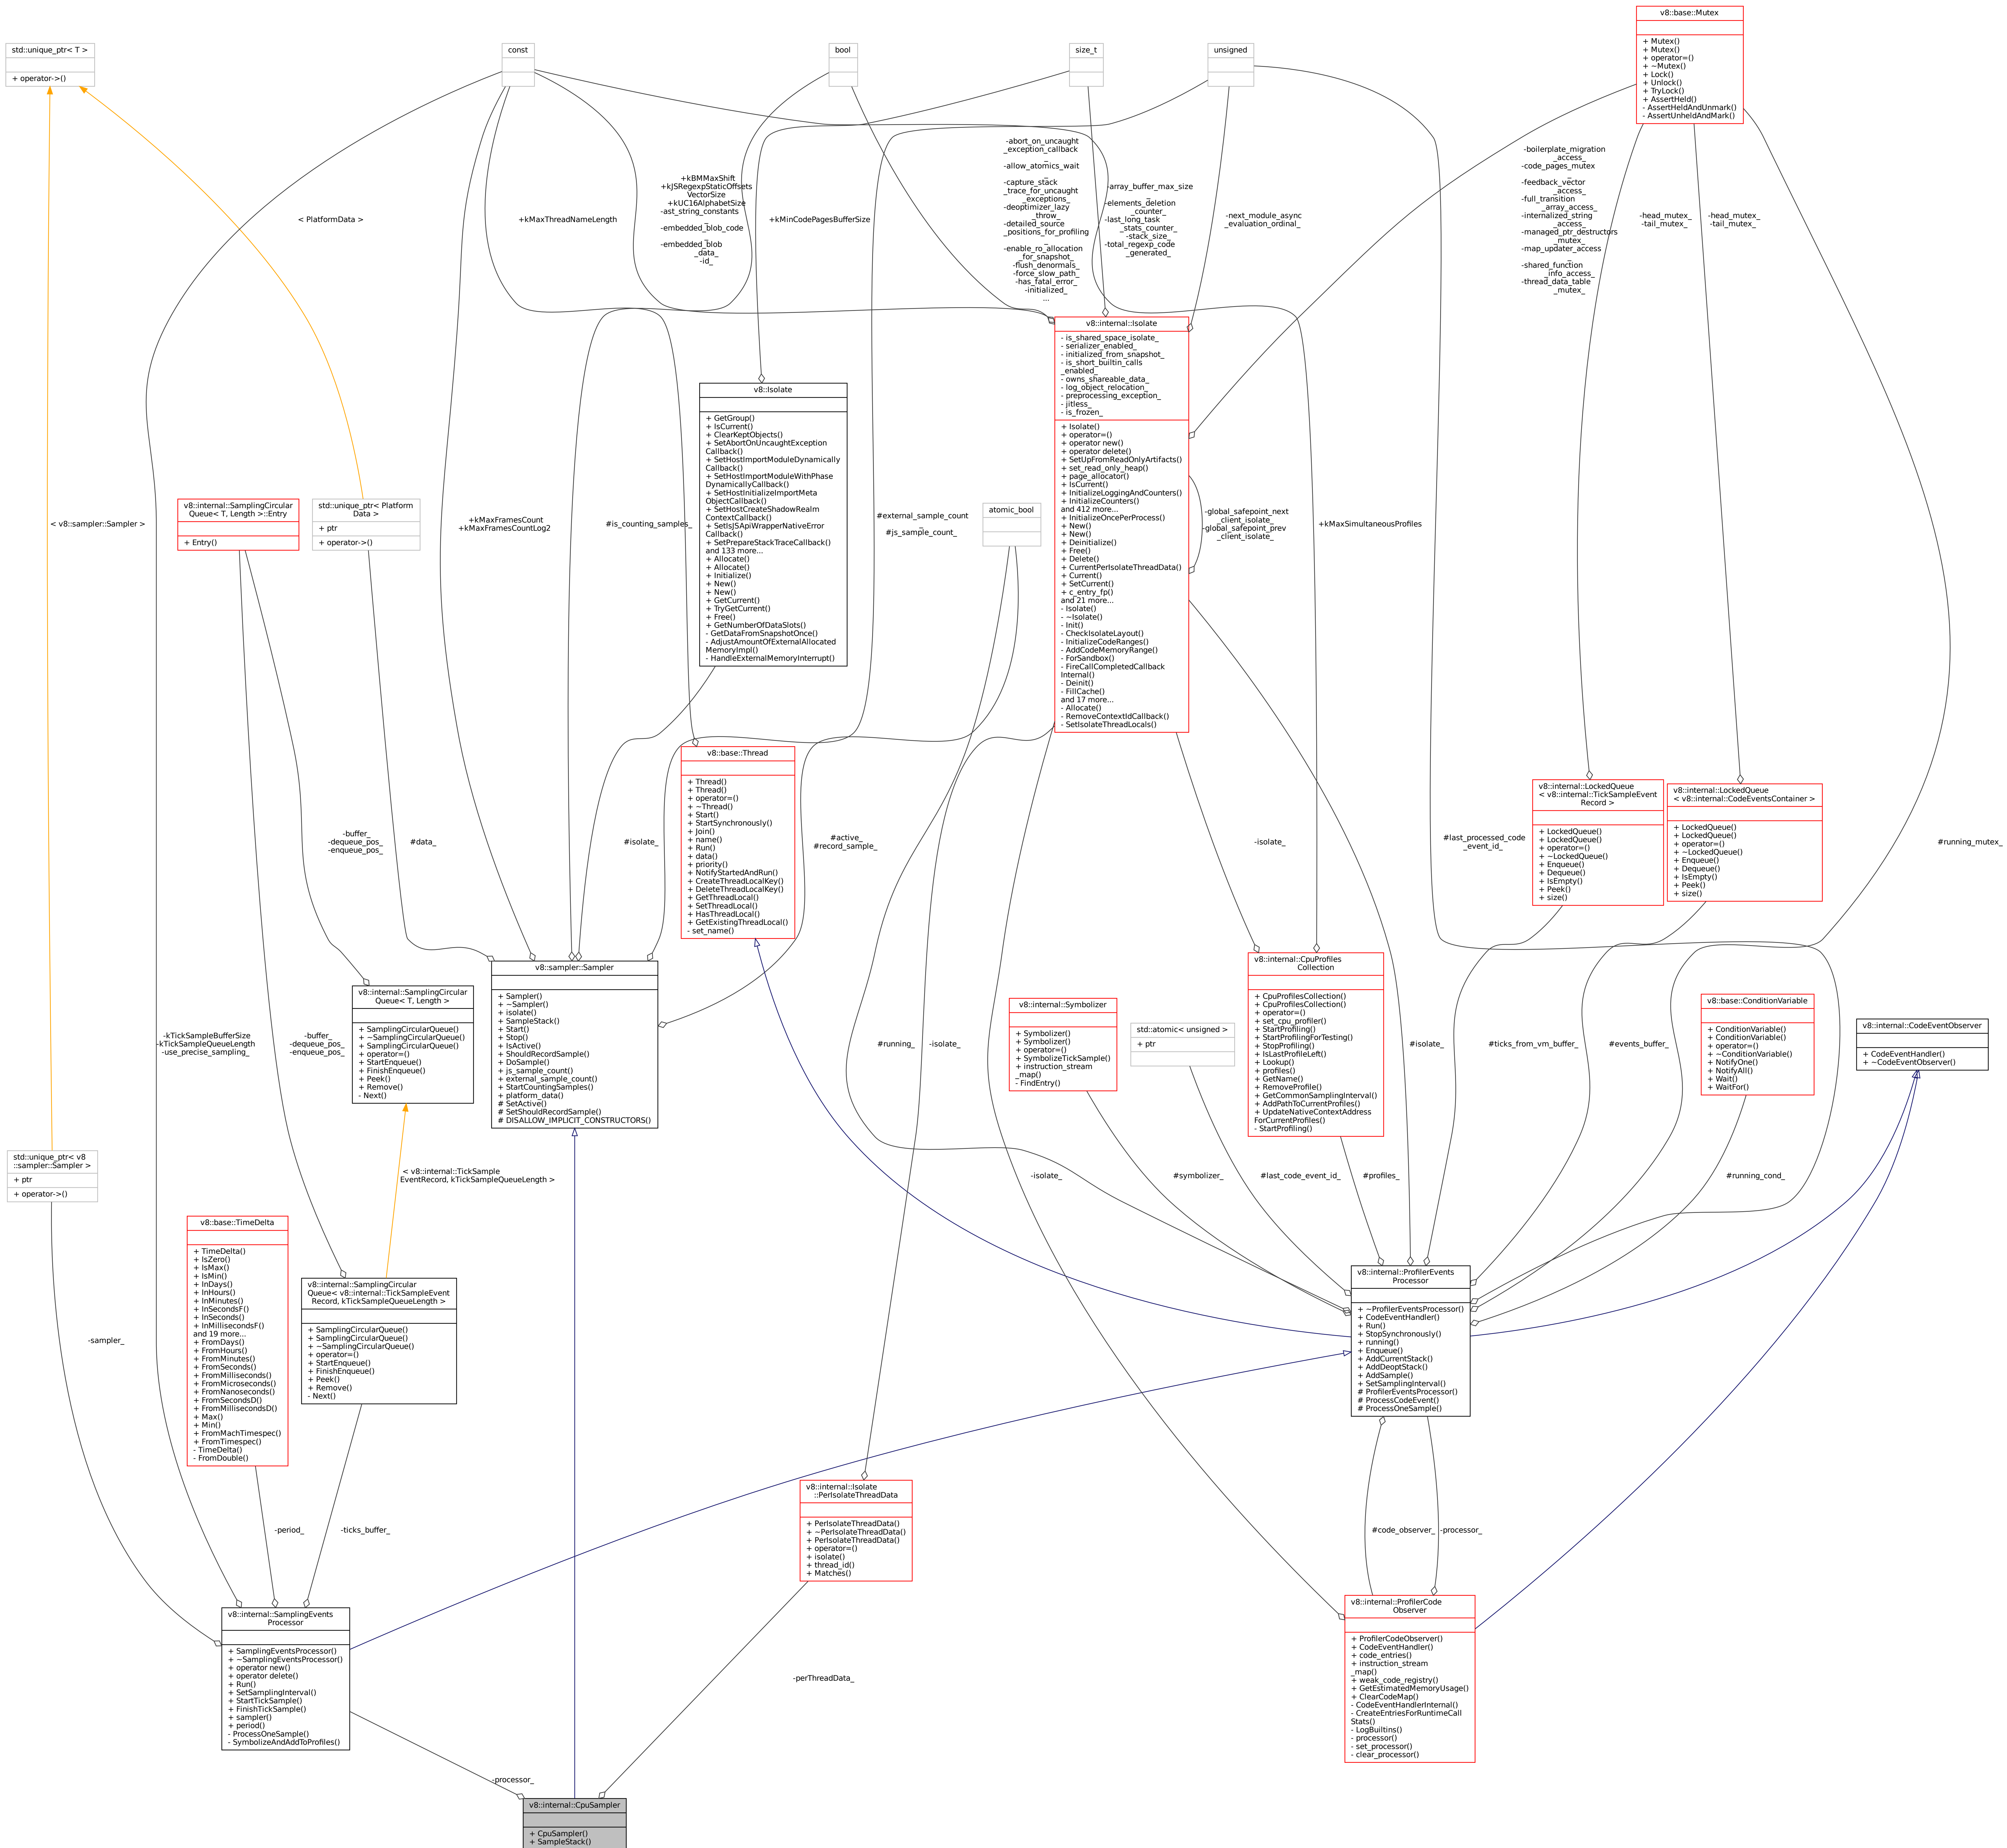 v8::base::Mutex
+ Mutex()
+ Mutex()
+ operator=()
+ ~Mutex()
+ Lock()
+ Unlock()
+ TryLock()
+ AssertHeld()
- AssertHeldAndUnmark()
- AssertUnheldAndMark()
std::unique_ptr< T >
+ operator->()
const
bool
size_t
unsigned
< PlatformData >
+kMaxThreadNameLength
+kBMMaxShift
+kJSRegexpStaticOffsets
VectorSize
+kUC16AlphabetSize
-ast_string_constants
_
-embedded_blob_code
_
-embedded_blob
_data_
-id_
+kMinCodePagesBufferSize
-abort_on_uncaught
_exception_callback
_
-allow_atomics_wait
_
-capture_stack
_trace_for_uncaught
_exceptions_
-deoptimizer_lazy
_throw_
-detailed_source
_positions_for_profiling
_
-enable_ro_allocation
_for_snapshot_
-flush_denormals_
-force_slow_path_
-has_fatal_error_
-initialized_
...
-array_buffer_max_size
_
-elements_deletion
_counter_
-last_long_task
_stats_counter_
-stack_size_
-total_regexp_code
_generated_
-next_module_async
_evaluation_ordinal_
-boilerplate_migration
_access_
-code_pages_mutex
_
-feedback_vector
_access_
-full_transition
_array_access_
-internalized_string
_access_
-managed_ptr_destructors
_mutex_
-map_updater_access
_
-shared_function
_info_access_
-thread_data_table
_mutex_
-head_mutex_
-tail_mutex_
-head_mutex_
-tail_mutex_
v8::internal::Isolate
- is_shared_space_isolate_
- serializer_enabled_
- initialized_from_snapshot_
- is_short_builtin_calls
_enabled_
- owns_shareable_data_
- log_object_relocation_
- preprocessing_exception_
- jitless_
- is_frozen_
+ Isolate()
+ operator=()
+ operator new()
+ operator delete()
+ SetUpFromReadOnlyArtifacts()
+ set_read_only_heap()
+ page_allocator()
+ IsCurrent()
+ InitializeLoggingAndCounters()
+ InitializeCounters()
and 412 more...
+ InitializeOncePerProcess()
+ New()
+ New()
+ Deinitialize()
+ Free()
+ Delete()
+ CurrentPerIsolateThreadData()
+ Current()
+ SetCurrent()
+ c_entry_fp()
and 21 more...
- Isolate()
- ~Isolate()
- Init()
- CheckIsolateLayout()
- InitializeCodeRanges()
- AddCodeMemoryRange()
- ForSandbox()
- FireCallCompletedCallback
Internal()
- Deinit()
- FillCache()
and 17 more...
- Allocate()
- RemoveContextIdCallback()
- SetIsolateThreadLocals()
v8::Isolate
+ GetGroup()
+ IsCurrent()
+ ClearKeptObjects()
+ SetAbortOnUncaughtException
Callback()
+ SetHostImportModuleDynamically
Callback()
+ SetHostImportModuleWithPhase
DynamicallyCallback()
+ SetHostInitializeImportMeta
ObjectCallback()
+ SetHostCreateShadowRealm
ContextCallback()
+ SetIsJSApiWrapperNativeError
Callback()
+ SetPrepareStackTraceCallback()
and 133 more...
+ Allocate()
+ Allocate()
+ Initialize()
+ New()
+ New()
+ GetCurrent()
+ TryGetCurrent()
+ Free()
+ GetNumberOfDataSlots()
- GetDataFromSnapshotOnce()
- AdjustAmountOfExternalAllocated
MemoryImpl()
- HandleExternalMemoryInterrupt()
v8::internal::SamplingCircular
Queue< T, Length >::Entry
+ Entry()
std::unique_ptr< Platform
Data >
+ ptr
+ operator->()
< v8::sampler::Sampler >
+kMaxFramesCount
+kMaxFramesCountLog2
#is_counting_samples_
#external_sample_count
_
#js_sample_count_
atomic_bool
-global_safepoint_next
_client_isolate_
-global_safepoint_prev
_client_isolate_
+kMaxSimultaneousProfiles
v8::base::Thread
+ Thread()
+ Thread()
+ operator=()
+ ~Thread()
+ Start()
+ StartSynchronously()
+ Join()
+ name()
+ Run()
+ data()
+ priority()
+ NotifyStartedAndRun()
+ CreateThreadLocalKey()
+ DeleteThreadLocalKey()
+ GetThreadLocal()
+ SetThreadLocal()
+ HasThreadLocal()
+ GetExistingThreadLocal()
- set_name()
-buffer_
-dequeue_pos_
-enqueue_pos_
#data_
#isolate_
#active_
#record_sample_
-isolate_
#last_processed_code
_event_id_
v8::internal::LockedQueue
< v8::internal::TickSampleEvent
Record >
+ LockedQueue()
+ LockedQueue()
+ operator=()
+ ~LockedQueue()
+ Enqueue()
+ Dequeue()
+ IsEmpty()
+ Peek()
+ size()
v8::internal::LockedQueue
< v8::internal::CodeEventsContainer >
+ LockedQueue()
+ LockedQueue()
+ operator=()
+ ~LockedQueue()
+ Enqueue()
+ Dequeue()
+ IsEmpty()
+ Peek()
+ size()
#running_mutex_
v8::internal::SamplingCircular
Queue< T, Length >
+ SamplingCircularQueue()
+ ~SamplingCircularQueue()
+ SamplingCircularQueue()
+ operator=()
+ StartEnqueue()
+ FinishEnqueue()
+ Peek()
+ Remove()
- Next()
v8::sampler::Sampler
+ Sampler()
+ ~Sampler()
+ isolate()
+ SampleStack()
+ Start()
+ Stop()
+ IsActive()
+ ShouldRecordSample()
+ DoSample()
+ js_sample_count()
+ external_sample_count()
+ StartCountingSamples()
+ platform_data()
# SetActive()
# SetShouldRecordSample()
# DISALLOW_IMPLICIT_CONSTRUCTORS()
v8::internal::Symbolizer
+ Symbolizer()
+ Symbolizer()
+ operator=()
+ SymbolizeTickSample()
+ instruction_stream
_map()
- FindEntry()
std::atomic< unsigned >
+ ptr
v8::internal::CpuProfiles
Collection
+ CpuProfilesCollection()
+ CpuProfilesCollection()
+ operator=()
+ set_cpu_profiler()
+ StartProfiling()
+ StartProfilingForTesting()
+ StopProfiling()
+ IsLastProfileLeft()
+ Lookup()
+ profiles()
+ GetName()
+ RemoveProfile()
+ GetCommonSamplingInterval()
+ AddPathToCurrentProfiles()
+ UpdateNativeContextAddress
ForCurrentProfiles()
- StartProfiling()
v8::base::ConditionVariable
+ ConditionVariable()
+ ConditionVariable()
+ operator=()
+ ~ConditionVariable()
+ NotifyOne()
+ NotifyAll()
+ Wait()
+ WaitFor()
v8::internal::CodeEventObserver
+ CodeEventHandler()
+ ~CodeEventObserver()
-kTickSampleBufferSize
-kTickSampleQueueLength
-use_precise_sampling_
-buffer_
-dequeue_pos_
-enqueue_pos_
#running_
-isolate_
#isolate_
#ticks_from_vm_buffer_
#events_buffer_
std::unique_ptr< v8
::sampler::Sampler >
+ ptr
+ operator->()
< v8::internal::TickSample
EventRecord, kTickSampleQueueLength >
-isolate_
#symbolizer_
#last_code_event_id_
#profiles_
#running_cond_
v8::base::TimeDelta
+ TimeDelta()
+ IsZero()
+ IsMax()
+ IsMin()
+ InDays()
+ InHours()
+ InMinutes()
+ InSecondsF()
+ InSeconds()
+ InMillisecondsF()
and 19 more...
+ FromDays()
+ FromHours()
+ FromMinutes()
+ FromSeconds()
+ FromMilliseconds()
+ FromMicroseconds()
+ FromNanoseconds()
+ FromSecondsD()
+ FromMillisecondsD()
+ Max()
+ Min()
+ FromMachTimespec()
+ FromTimespec()
- TimeDelta()
- FromDouble()
v8::internal::SamplingCircular
Queue< v8::internal::TickSampleEvent
Record, kTickSampleQueueLength >
+ SamplingCircularQueue()
+ SamplingCircularQueue()
+ ~SamplingCircularQueue()
+ operator=()
+ StartEnqueue()
+ FinishEnqueue()
+ Peek()
+ Remove()
- Next()
v8::internal::ProfilerEvents
Processor
+ ~ProfilerEventsProcessor()
+ CodeEventHandler()
+ Run()
+ StopSynchronously()
+ running()
+ Enqueue()
+ AddCurrentStack()
+ AddDeoptStack()
+ AddSample()
+ SetSamplingInterval()
# ProfilerEventsProcessor()
# ProcessCodeEvent()
# ProcessOneSample()
-sampler_
-period_
-ticks_buffer_
v8::internal::Isolate
::PerIsolateThreadData
+ PerIsolateThreadData()
+ ~PerIsolateThreadData()
+ PerIsolateThreadData()
+ operator=()
+ isolate()
+ thread_id()
+ Matches()
#code_observer_
-processor_
v8::internal::SamplingEvents
Processor
+ SamplingEventsProcessor()
+ ~SamplingEventsProcessor()
+ operator new()
+ operator delete()
+ Run()
+ SetSamplingInterval()
+ StartTickSample()
+ FinishTickSample()
+ sampler()
+ period()
- ProcessOneSample()
- SymbolizeAndAddToProfiles()
v8::internal::ProfilerCode
Observer
+ ProfilerCodeObserver()
+ CodeEventHandler()
+ code_entries()
+ instruction_stream
_map()
+ weak_code_registry()
+ GetEstimatedMemoryUsage()
+ ClearCodeMap()
- CodeEventHandlerInternal()
- CreateEntriesForRuntimeCall
Stats()
- LogBuiltins()
- processor()
- set_processor()
- clear_processor()
-perThreadData_
-processor_
v8::internal::CpuSampler
+ CpuSampler()
+ SampleStack()